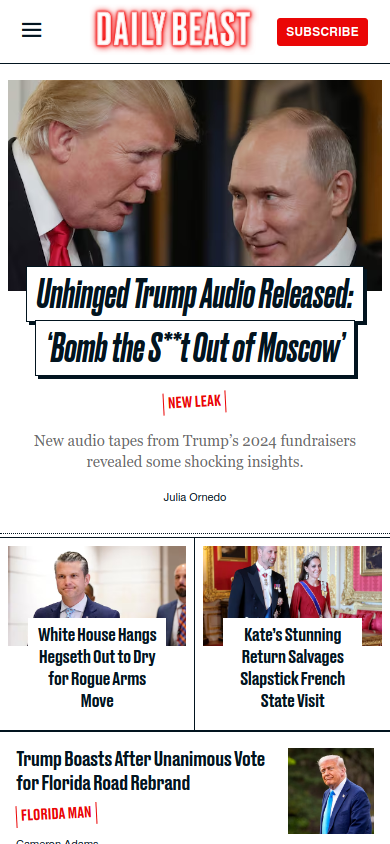 DAILY BEAST
SUBSCRIBE
Unhinged Trump Audio Released:
‘Bomb the S**t Out of Moscow’
NEW LEAK
New audio tapes from Trump’s 2024 fundraisers
revealed some shocking insights.
Julia Ornedo
White House Hangs
Hegseth Out to Dry
for Rogue Arms
Move
Kate’s Stunning
Return Salvages
Slapstick French
State Visit
Trump Boasts After Unanimous Vote
for Florida Road Rebrand
FLORIDA MAN
Cameron Adams